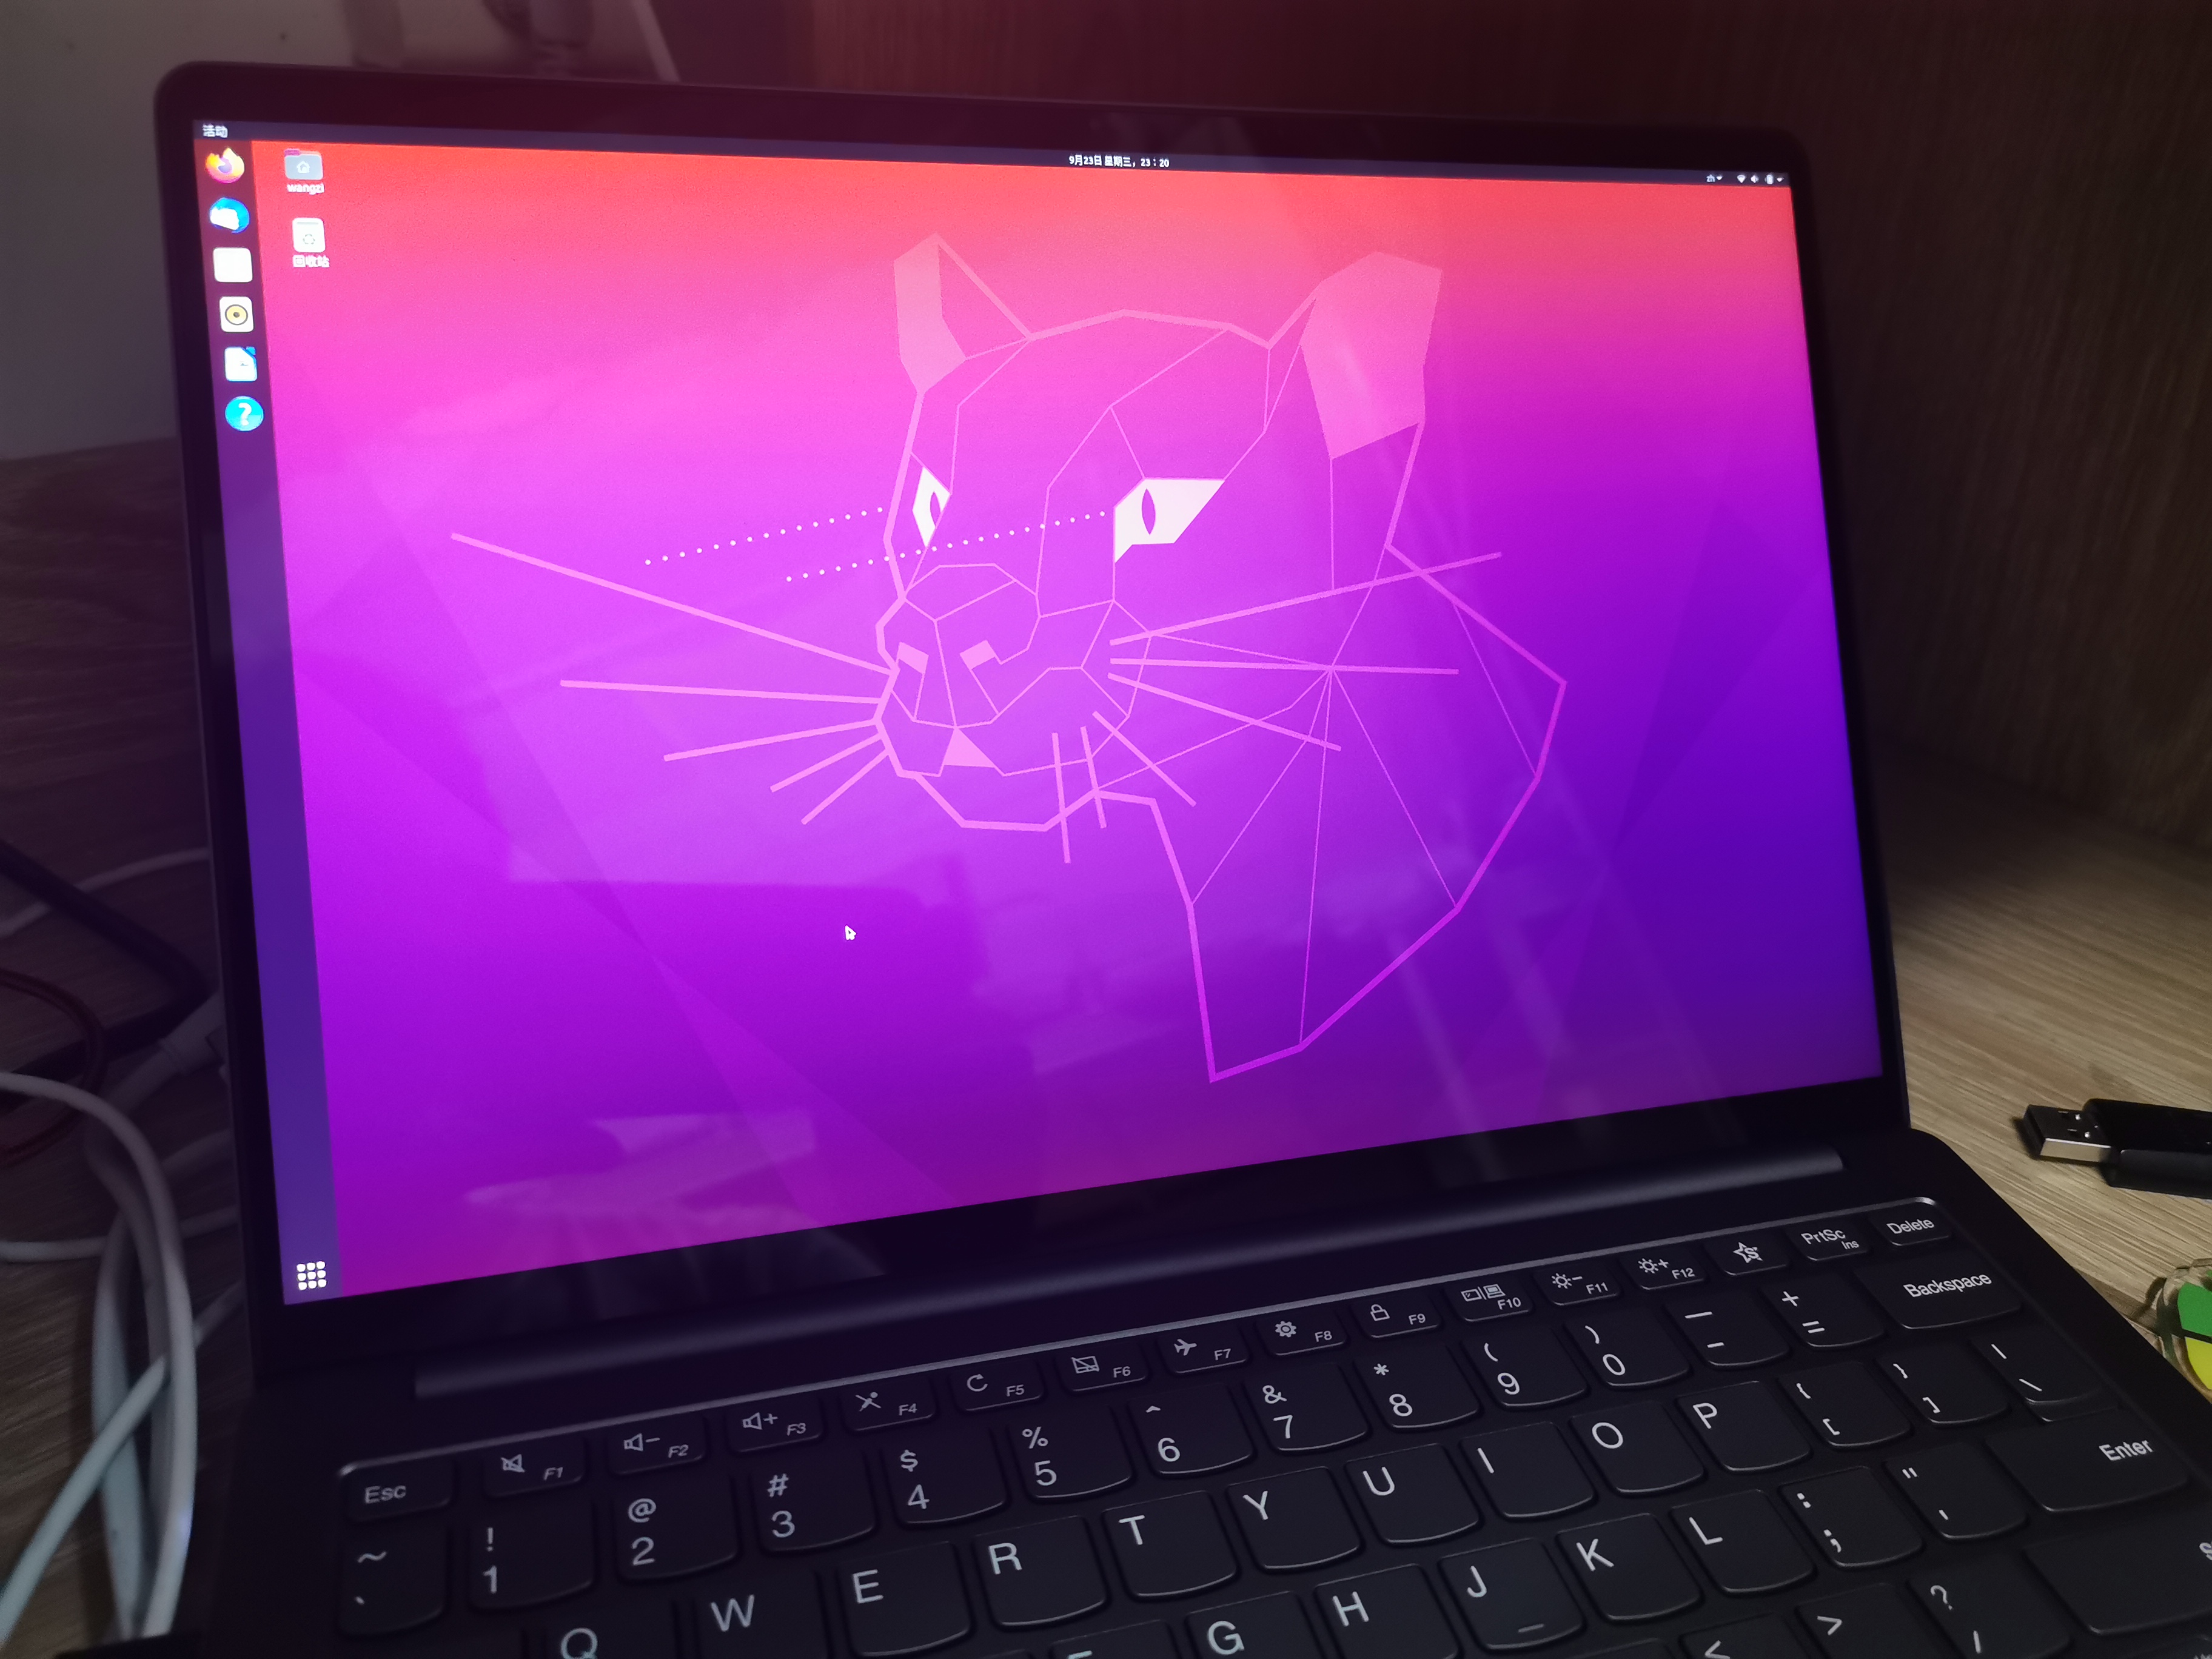 活动
9月23日 星期三, 23：20
zh
wangzi
回收站
?
Esc F1 F2 F3 F4 F5 F6 F7 F8 F9 F10 F11 F12 PrtSc Ins Delete
~ ! @ # $ % ^ & * ( ) — +
` 1 2 3 4 5 6 7 8 9 0 - = Backspace
Q W E R T Y U I O P { [ } ] | \
G H J K L : ; " ' Enter
< > ? /